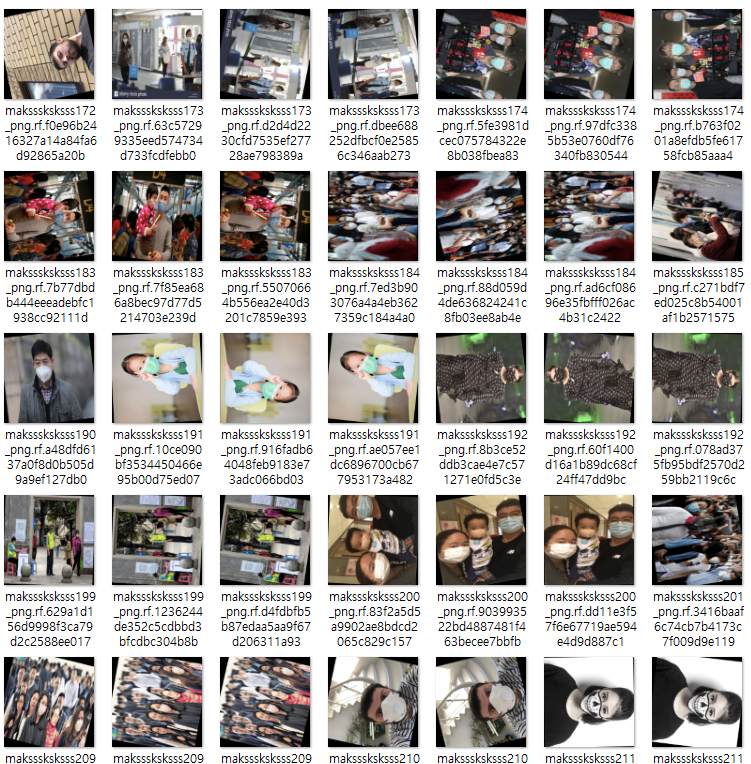 maksssksksss172
_png.rf.f0e96b24
16327a14a84fa6
d92865a20b
maksssksksss173
_png.rf.63c5729
9335eed574734
d733fcdfebb0
maksssksksss173
_png.rf.d2d4d22
30cfd7535ef277
28ae798389a
maksssksksss173
_png.rf.dbee688
252dfbcf0e2585
6c346aab273
maksssksksss174
_png.rf.5fe3981d
cec075784322e
8b038fbea83
maksssksksss174
_png.rf.97dfc338
5b53e0760df76
340fb830544
maksssksksss174
_png.rf.b763f02
01a8efdb5fe617
58fcb85aaa4
maksssksksss183
_png.rf.7b77dbd
b444eeeadebfc1
938cc92111d
maksssksksss183
_png.rf.7f85ea68
6a8bec97d77d5
214703e239d
maksssksksss183
_png.rf.5507066
4b556ea2e40d3
201c7859e393
maksssksksss184
_png.rf.7ed3b90
3076a4a4eb362
7359c184a4a0
maksssksksss184
_png.rf.88d059d
4de636824241c
8fb03ee8ab4e
maksssksksss184
_png.rf.ad6cf086
96e35fbfff026ac
4b31c2422
maksssksksss185
_png.rf.c271bdf7
ed025c8b54001
af1b2571575
maksssksksss190
_png.rf.a48dfd61
37a0f8d0b505d
9a9ef127db0
maksssksksss191
_png.rf.10ce090
bf3534450466e
95b00d75ed07
maksssksksss191
_png.rf.916fadb6
4048feb9183e7
3adc066bd03
maksssksksss191
_png.rf.ae057ee1
dc6896700cb67
7953173a482
maksssksksss192
_png.rf.8b3ce52
ddb3cae4e7c57
1271e0fd5c3e
maksssksksss192
_png.rf.60f1400
d16a1b89dc68cf
24ff47dd9bc
maksssksksss192
_png.rf.078ad37
5fb95bdf2570d2
59bb2119c6c
maksssksksss199
_png.rf.629a1d1
56d9998f3ca79
d2c2588ee017
maksssksksss199
_png.rf.1236244
de352c5cdbbd3
bfcdbc304b8b
maksssksksss199
_png.rf.d4fdbfb5
b87edaa5aa9f67
d206311a93
maksssksksss200
_png.rf.83f2a5d5
a9902ae8bdcd2
065c829c157
maksssksksss200
_png.rf.9039935
22bd4887481f4
63becee7bbfb
maksssksksss200
_png.rf.dd11e3f5
7f6e67719ae594
e4d9d887c1
maksssksksss201
_png.rf.3416baaf
6c74cb7b4173c
7f009d9e119
maksssksksss209
maksssksksss209
maksssksksss209
maksssksksss210
maksssksksss210
maksssksksss211
maksssksksss211